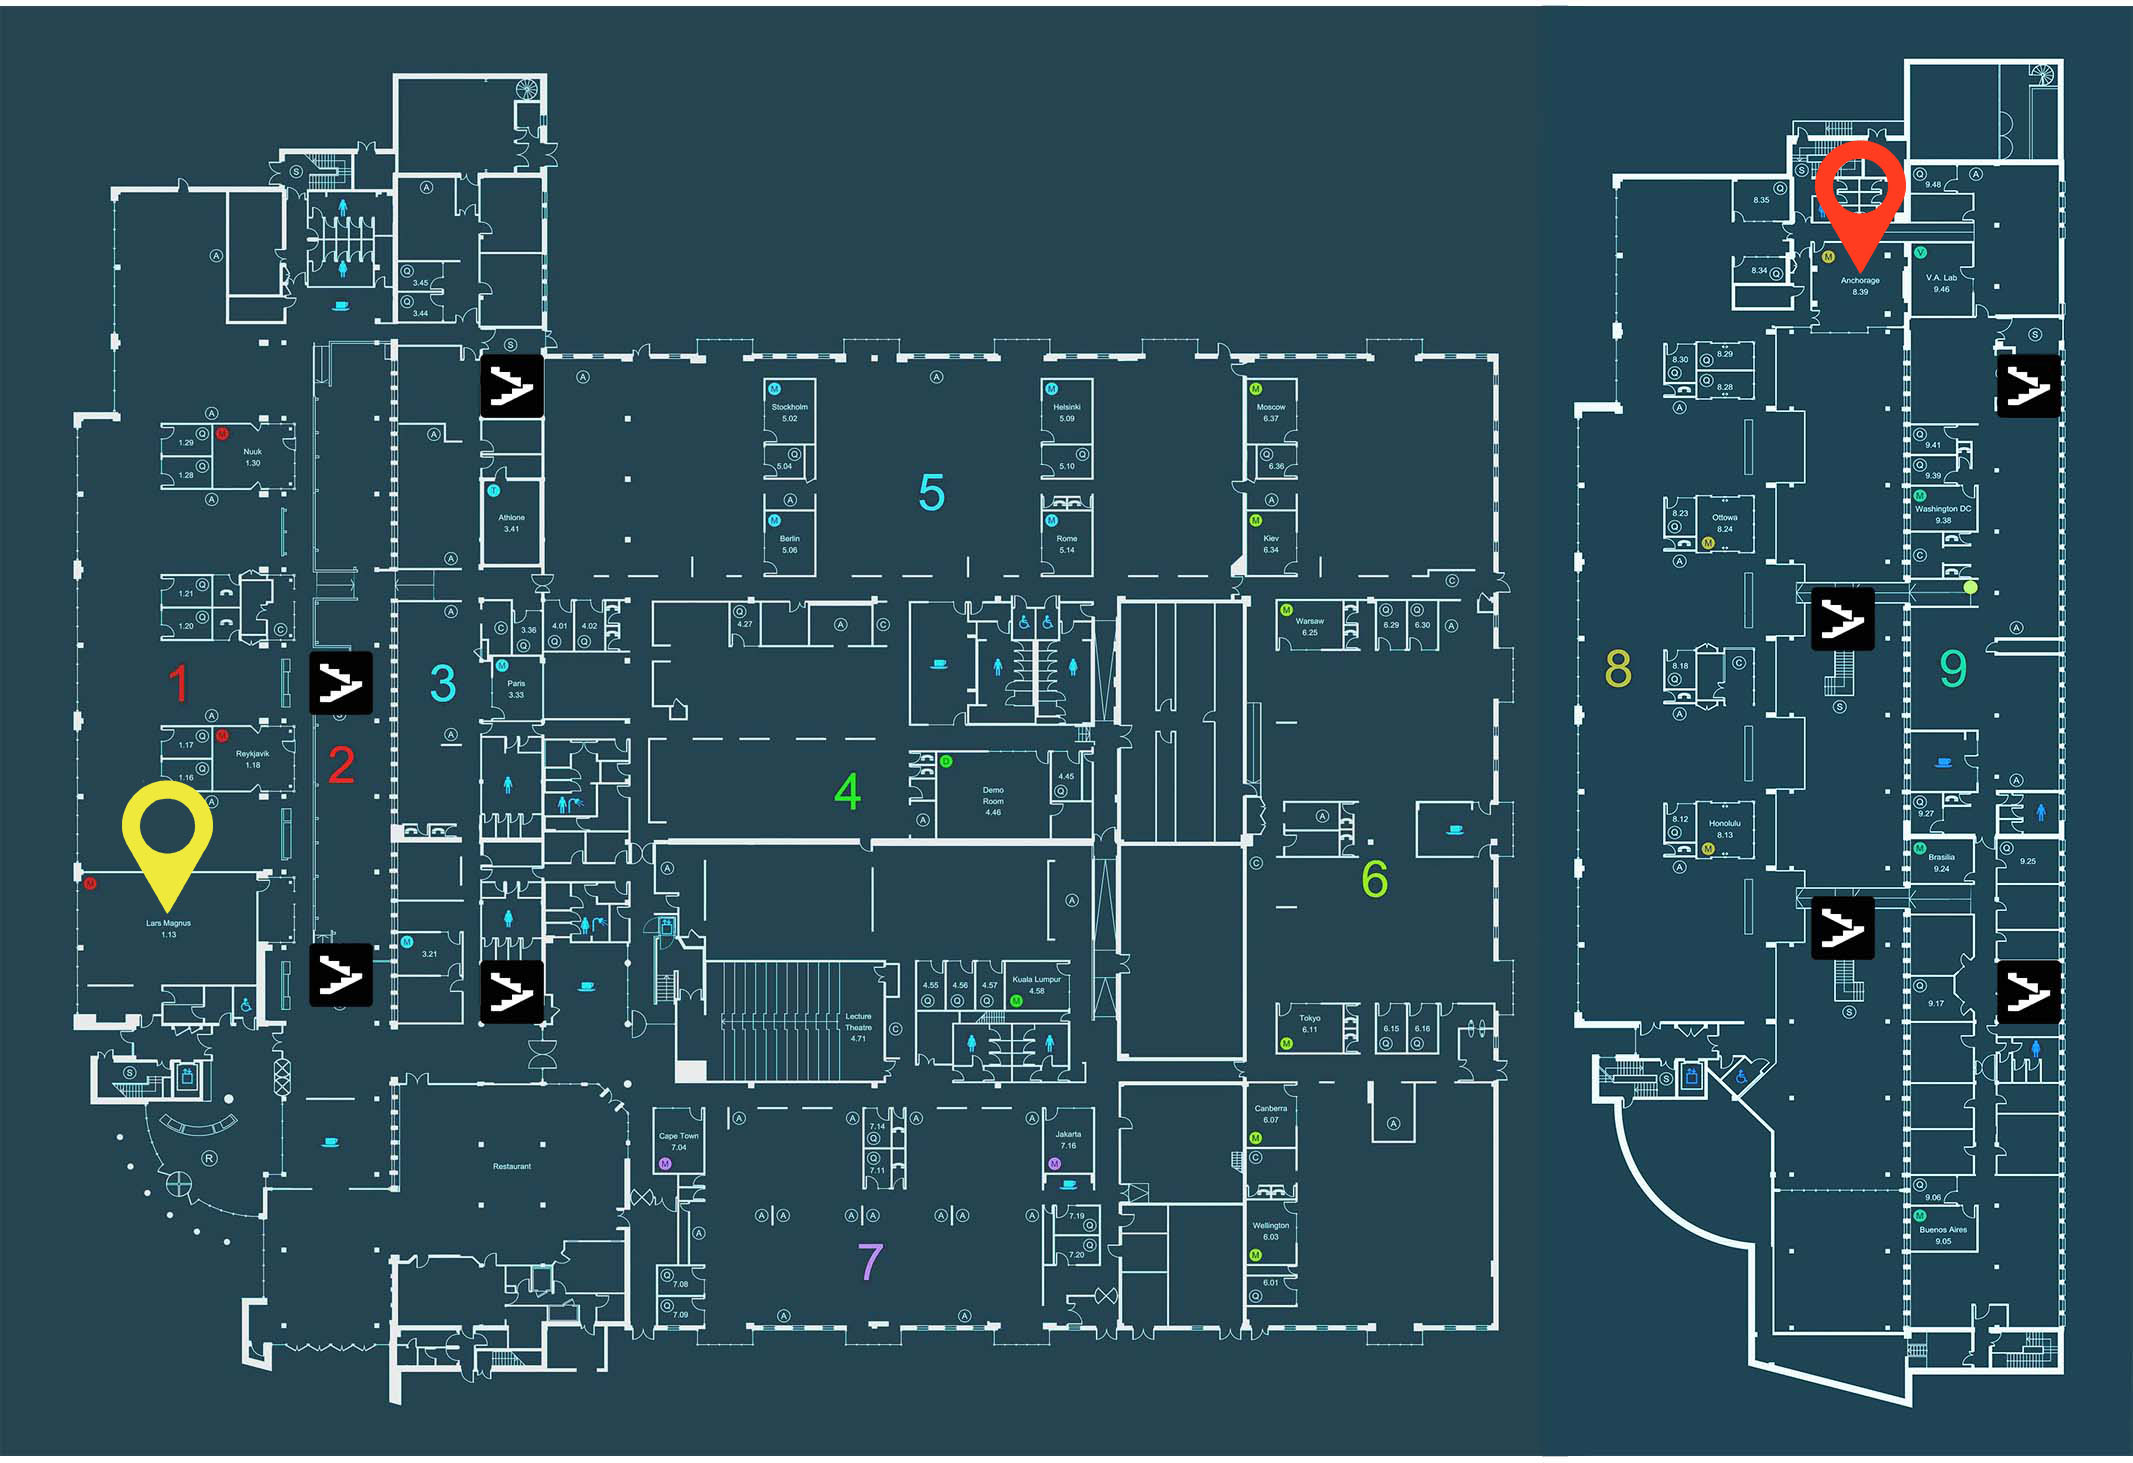 S
A
Q
3.45
Q
3.44
A
S
A
A
Q
1.29
M
Nuuk
1.30
Q
1.28
A
A
T
Athlone
3.41
A
A
A
M
Stockholm
5.02
Q
5.04
A
M
Berlin
5.06
5
M
Helsinki
5.09
Q
5.10
M
Rome
5.14
M
Moscow
6.37
Q
6.36
A
M
Kiev
6.34
C
1.21
Q
1.20
Q
C
A
C
3.36
Q
4.01
Q
4.02
Q
Q
4.27
A
C
M
Warsaw
6.25
Q
6.29
Q
6.30
A
1
2
3
M
Paris
3.33
A
A
1.17
Q
M
Reykjavik
1.18
1.16
Q
A
4
D
Demo
Room
4.46
4.45
Q
A
A
6
C
M
Lars Magnus
1.13
M
3.21
A
A
4.55
Q
4.56
Q
4.57
Q
Kuala Lumpur
4.58
M
Lecture
Theatre
4.71
C
Tokyo
6.11
M
6.15
Q
6.16
Q
S
R
Restaurant
Cape Town
7.04
M
A
A
7.14
Q
Q
7.11
A
A
Jakarta
7.16
M
Canberra
6.07
M
C
A
A
A
A
A
A
A
A
A
7.19
Q
Q
7.20
Wellington
6.03
M
6.01
Q
7
Q
7.08
Q
7.09
A
A
S
Q
8.35
8.34
Q
M
Anchorage
8.39
Q
9.48
A
V
V.A. Lab
9.46
S
8.30
Q
8.29
Q
Q
8.28
A
Q
9.41
Q
9.39
M
Washington DC
9.38
8.23
Q
Ottowa
8.24
M
A
C
A
8
8.18
Q
C
A
S
9
A
8.12
Q
Honolulu
8.13
M
A
Q
9.27
M
Brasilia
9.24
Q
9.25
Q
9.17
S
S
Q
9.06
M
Buenos Aires
9.05